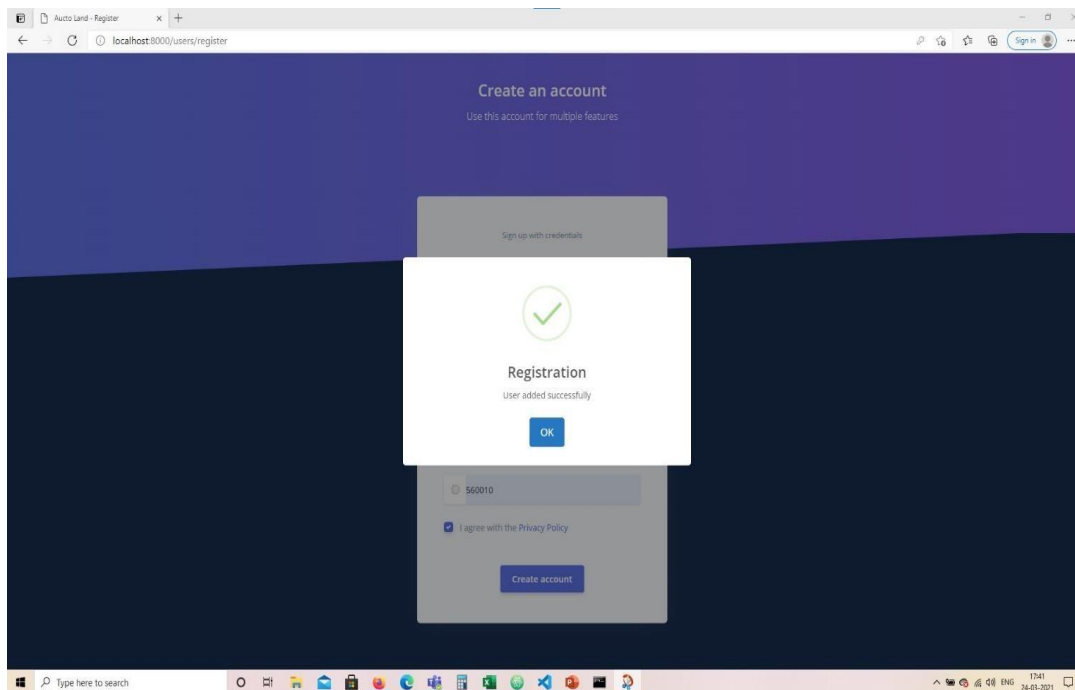 Aucto Land - Register
localhost:8000/users/register
Sign in
Create an account
Use this account for multiple features
Sign up with credentials
Registration
User added successfully
OK
560010
I agree with the Privacy Policy
Create account
Type here to search
ENG
17:41
24-03-2021